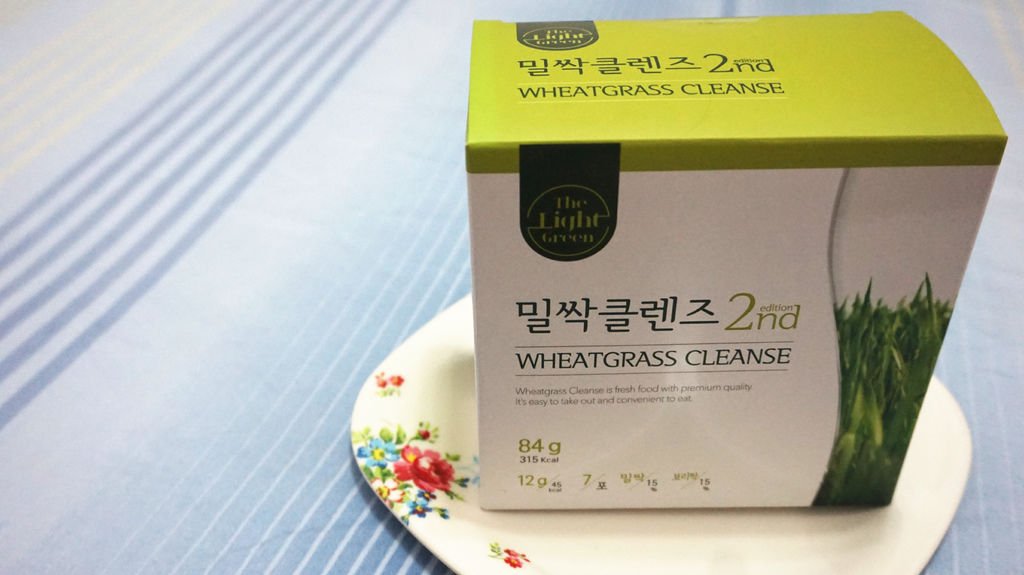 The
Light
Green
밀싹클렌즈 2nd edition
WHEATGRASS CLEANSE
The
Light
Green
밀싹클렌즈 2nd edition
WHEATGRASS CLEANSE
Wheatgrass Cleanse is fresh food with premium quality.
It's easy to take out and convenient to eat.
84 g
315 Kcal
12 g 45 kcal 7 포 밀싹 15 % 보리싹 15 %